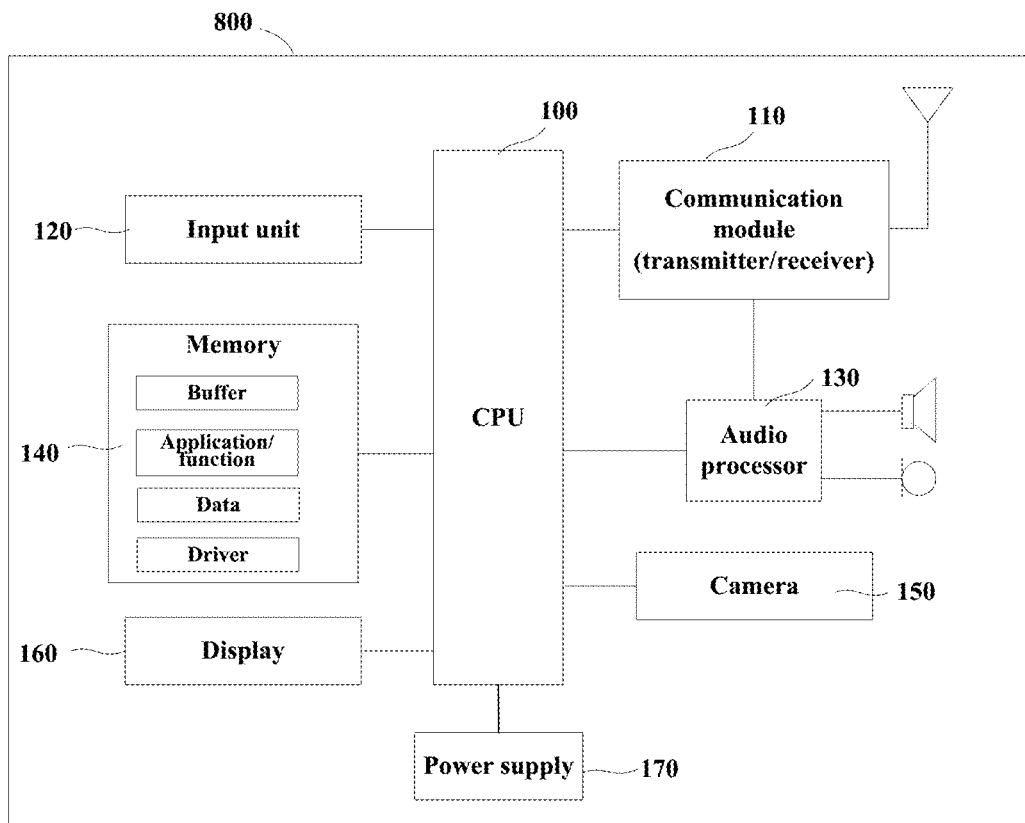 800
100
110
Communication
module
(transmitter/receiver)
120
Input unit
Memory
Buffer
Application/
function
Data
Driver
140
CPU
130
Audio
processor
Camera
150
160
Display
Power supply
170